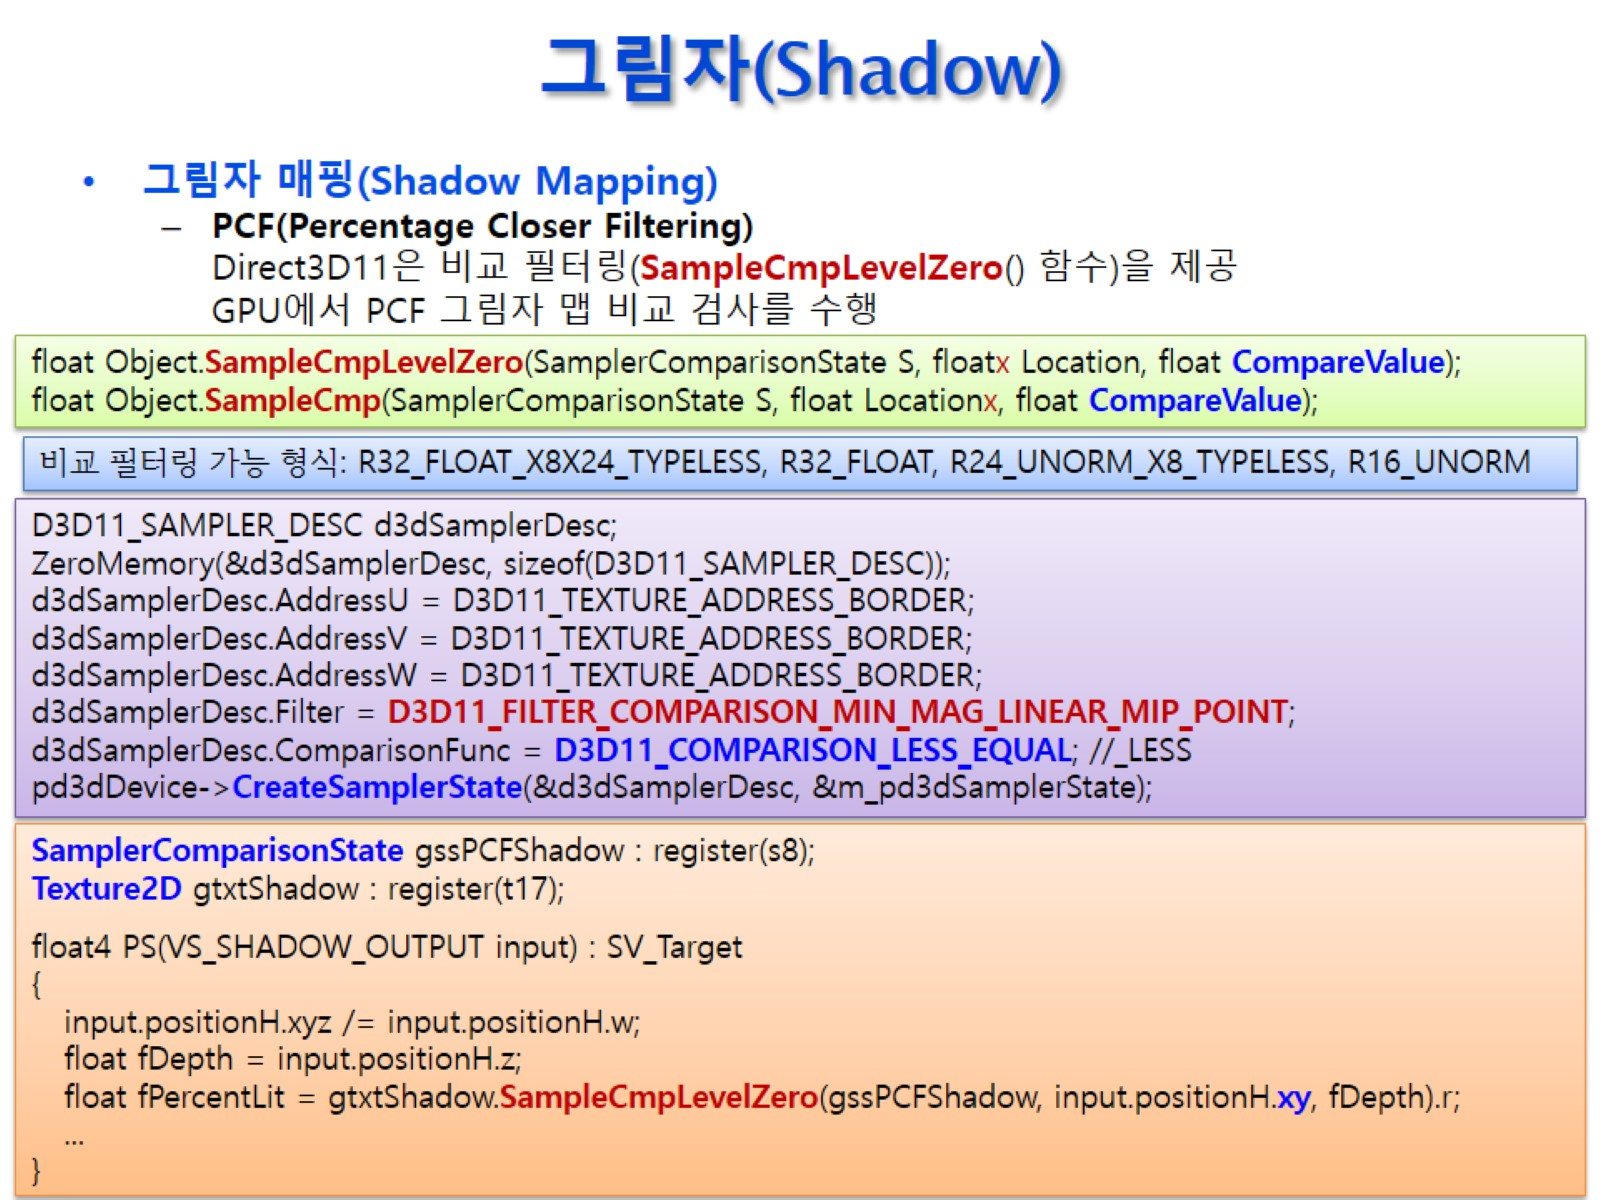 그림자(Shadow)
• 그림자 매핑(Shadow Mapping)
– PCF(Percentage Closer Filtering)
Direct3D11은 비교 필터링(SampleCmpLevelZero() 함수)을 제공
GPU에서 PCF 그림자 맵 비교 검사를 수행
float Object.SampleCmpLevelZero(SamplerComparisonState S, floatx Location, float CompareValue);
float Object.SampleCmp(SamplerComparisonState S, float Locationx, float CompareValue);
비교 필터링 가능 형식: R32_FLOAT_X8X24_TYPELESS, R32_FLOAT, R24_UNORM_X8_TYPELESS, R16_UNORM
D3D11_SAMPLER_DESC d3dSamplerDesc;
ZeroMemory(&d3dSamplerDesc, sizeof(D3D11_SAMPLER_DESC));
d3dSamplerDesc.AddressU = D3D11_TEXTURE_ADDRESS_BORDER;
d3dSamplerDesc.AddressV = D3D11_TEXTURE_ADDRESS_BORDER;
d3dSamplerDesc.AddressW = D3D11_TEXTURE_ADDRESS_BORDER;
d3dSamplerDesc.Filter = D3D11_FILTER_COMPARISON_MIN_MAG_LINEAR_MIP_POINT;
d3dSamplerDesc.ComparisonFunc = D3D11_COMPARISON_LESS_EQUAL; //_LESS
pd3dDevice->CreateSamplerState(&d3dSamplerDesc, &m_pd3dSamplerState);
SamplerComparisonState gssPCFShadow : register(s8);
Texture2D gtxtShadow : register(t17);
float4 PS(VS_SHADOW_OUTPUT input) : SV_Target
{
input.positionH.xyz /= input.positionH.w;
float fDepth = input.positionH.z;
float fPercentLit = gtxtShadow.SampleCmpLevelZero(gssPCFShadow, input.positionH.xy, fDepth).r;
...
}